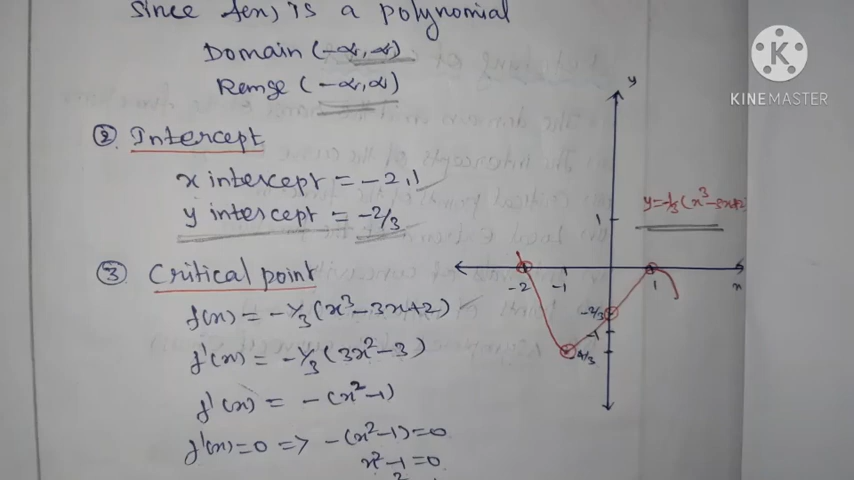 Since f(x) is a polynomial
Domain (-∝, ∝)
Range (-∝, ∝)
② Intercept
x intercept = -2, 1
y intercept = -2/3
③ Critical point
f(x) = -1/3 (x³-3x+2)
f'(x) = -1/3 (3x²-3)
f'(x) = -(x²-1)
f'(x)=0 => -(x²-1)=0
x²-1=0
KINEMASTER
y
1
y=-1/3(x³-3x+2)
-2
-1
1
x
-2/3
-1
4/3